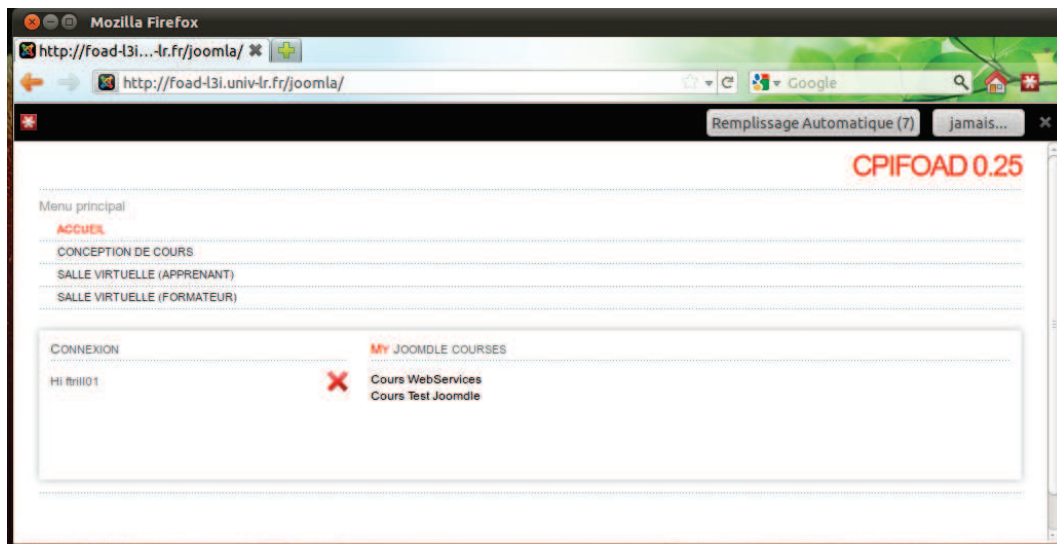 Mozilla Firefox
http://foad-l3i...-lr.fr/joomla/
http://foad-l3i.univ-lr.fr/joomla/
Google
Remplissage Automatique (7)
jamais...
CPIFOAD 0.25
Menu principal
ACCUEIL
CONCEPTION DE COURS
SALLE VIRTUELLE (APPRENANT)
SALLE VIRTUELLE (FORMATEUR)
CONNEXION
MY JOOMDLE COURSES
Hi ftrill01
Cours WebServices
Cours Test Joomdle